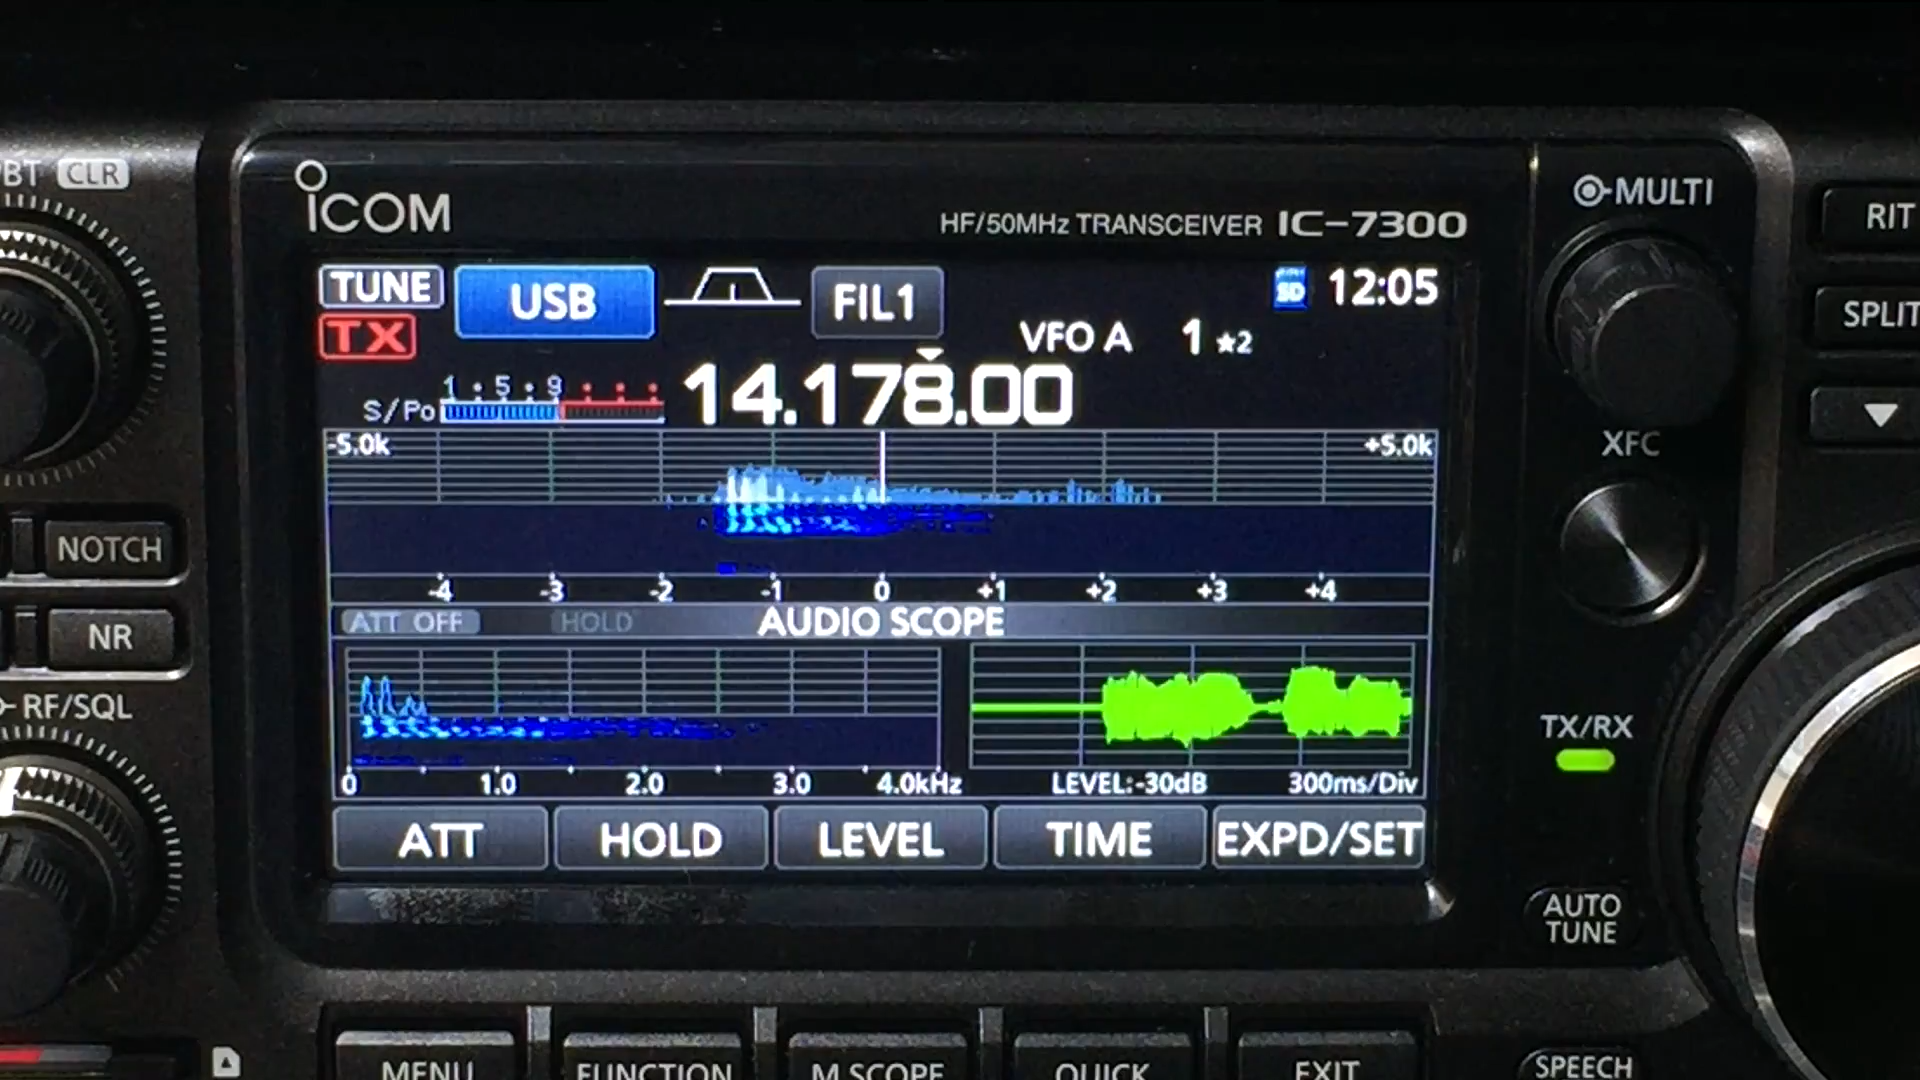 PBT CLR
ICOM
HF/50MHz TRANSCEIVER IC-7300
MULTI
RIT
TUNE USB FIL1 SD 12:05
TX
VFO A 1 ★2
1 • 5 • 9
S/Po
14.178.00
-5.0k +5.0k
-4 -3 -2 -1 0 +1 +2 +3 +4
ATT OFF HOLD AUDIO SCOPE
0 1.0 2.0 3.0 4.0kHz
LEVEL:-30dB 300ms/Div
ATT HOLD LEVEL TIME EXPD/SET
NOTCH
NR
RF/SQL
SPLIT
XFC
TX/RX
AUTO
TUNE
MENU FUNCTION M.SCOPE QUICK EXIT
SPEECH